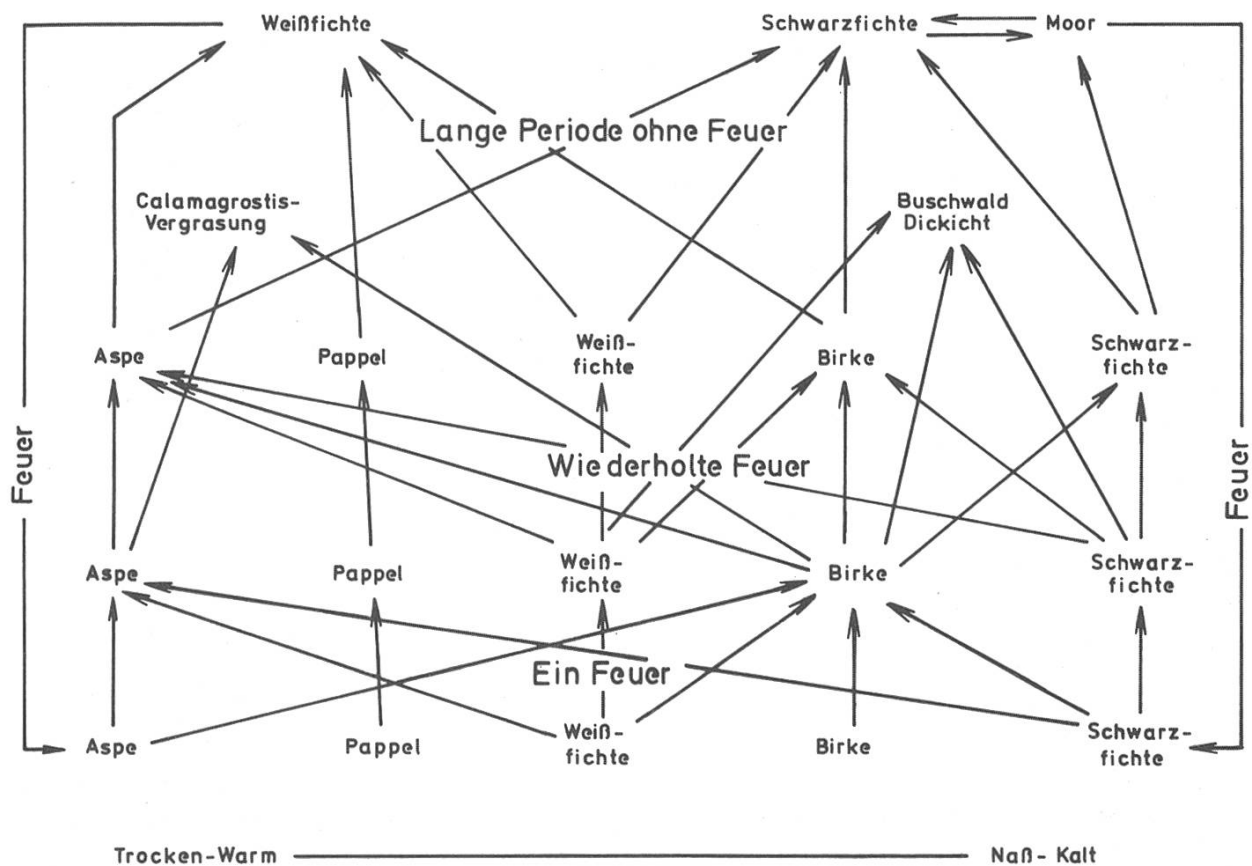 Weißfichte
Schwarzfichte
Moor
Lange Periode ohne Feuer
Calamagrostis-
Vergrasung
Buschwald
Dickicht
Aspe
Pappel
Weiß-
fichte
Birke
Schwarz-
fichte
Feuer
Wiederholte Feuer
Feuer
Aspe
Pappel
Weiß-
fichte
Birke
Schwarz-
fichte
Ein Feuer
Aspe
Pappel
Weiß-
fichte
Birke
Schwarz-
fichte
Trocken-Warm
Naß-Kalt